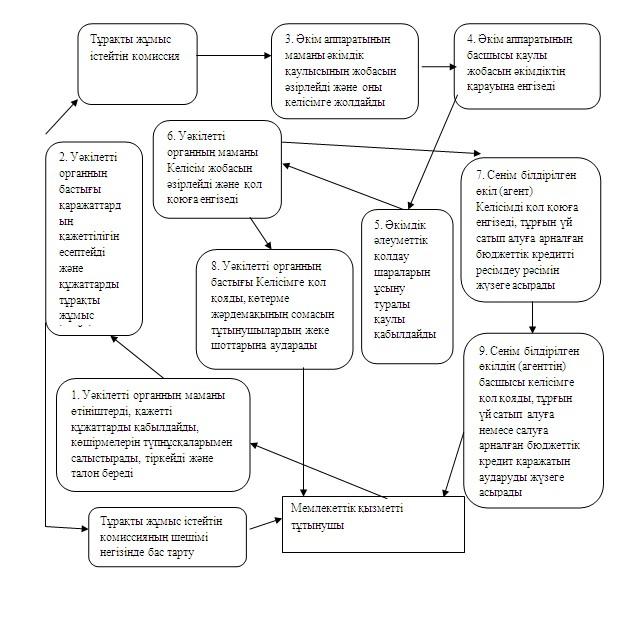 Тұрақты жұмыс
істейтін комиссия
3. Әкім аппаратының
маманы әкімдік
қаулысының жобасын
әзірлейді және оны
келісімге жолдайды
4. Әкім аппаратының
басшысы қаулы
жобасын әкімдіктің
қарауына енгізеді
6. Уәкілетті
органның маманы
Келісім жобасын
әзірлейді және қол
қоюға енгізеді
2. Уәкілетті
органның
бастығы
қаражаттард
ың
қажеттілігін
есептейді
және
құжаттарды
тұрақты
жұмыс
7. Сенім білдірілген
өкіл (агент)
Келісімді қол қоюға
енгізеді, тұрғын үй
сатып алуға арналған
бюджеттік кредитті
ресімдеу рәсімін
жүзеге асырады
5. Әкімдік
әлеуметтік
қолдау
шараларын
ұсыну
туралы
қаулы
қабылдайды
8. Уәкілетті органның
бастығы Келісімге қол
қояды, көтерме
жәрдемақының сомасын
тұтынушылардың жеке
шоттарына аударады
9. Сенім білдірілген
өкілдің (агенттің)
басшысы келісімге
қол қояды, тұрғын
үй сатып алуға
немесе салуға
арналған бюджеттік
кредит қаражатын
аударуды жүзеге
асырады
1. Уәкілетті органның маманы
өтініштерді, қажетті
құжаттарды қабылдайды,
көшірмелерін түпнұсқаларымен
салыстырады, тіркейді және
талон береді
Мемлекеттік қызметті
тұтынушы
Тұрақты жұмыс істейтін
комиссияның шешімі
негізінде бас тарту